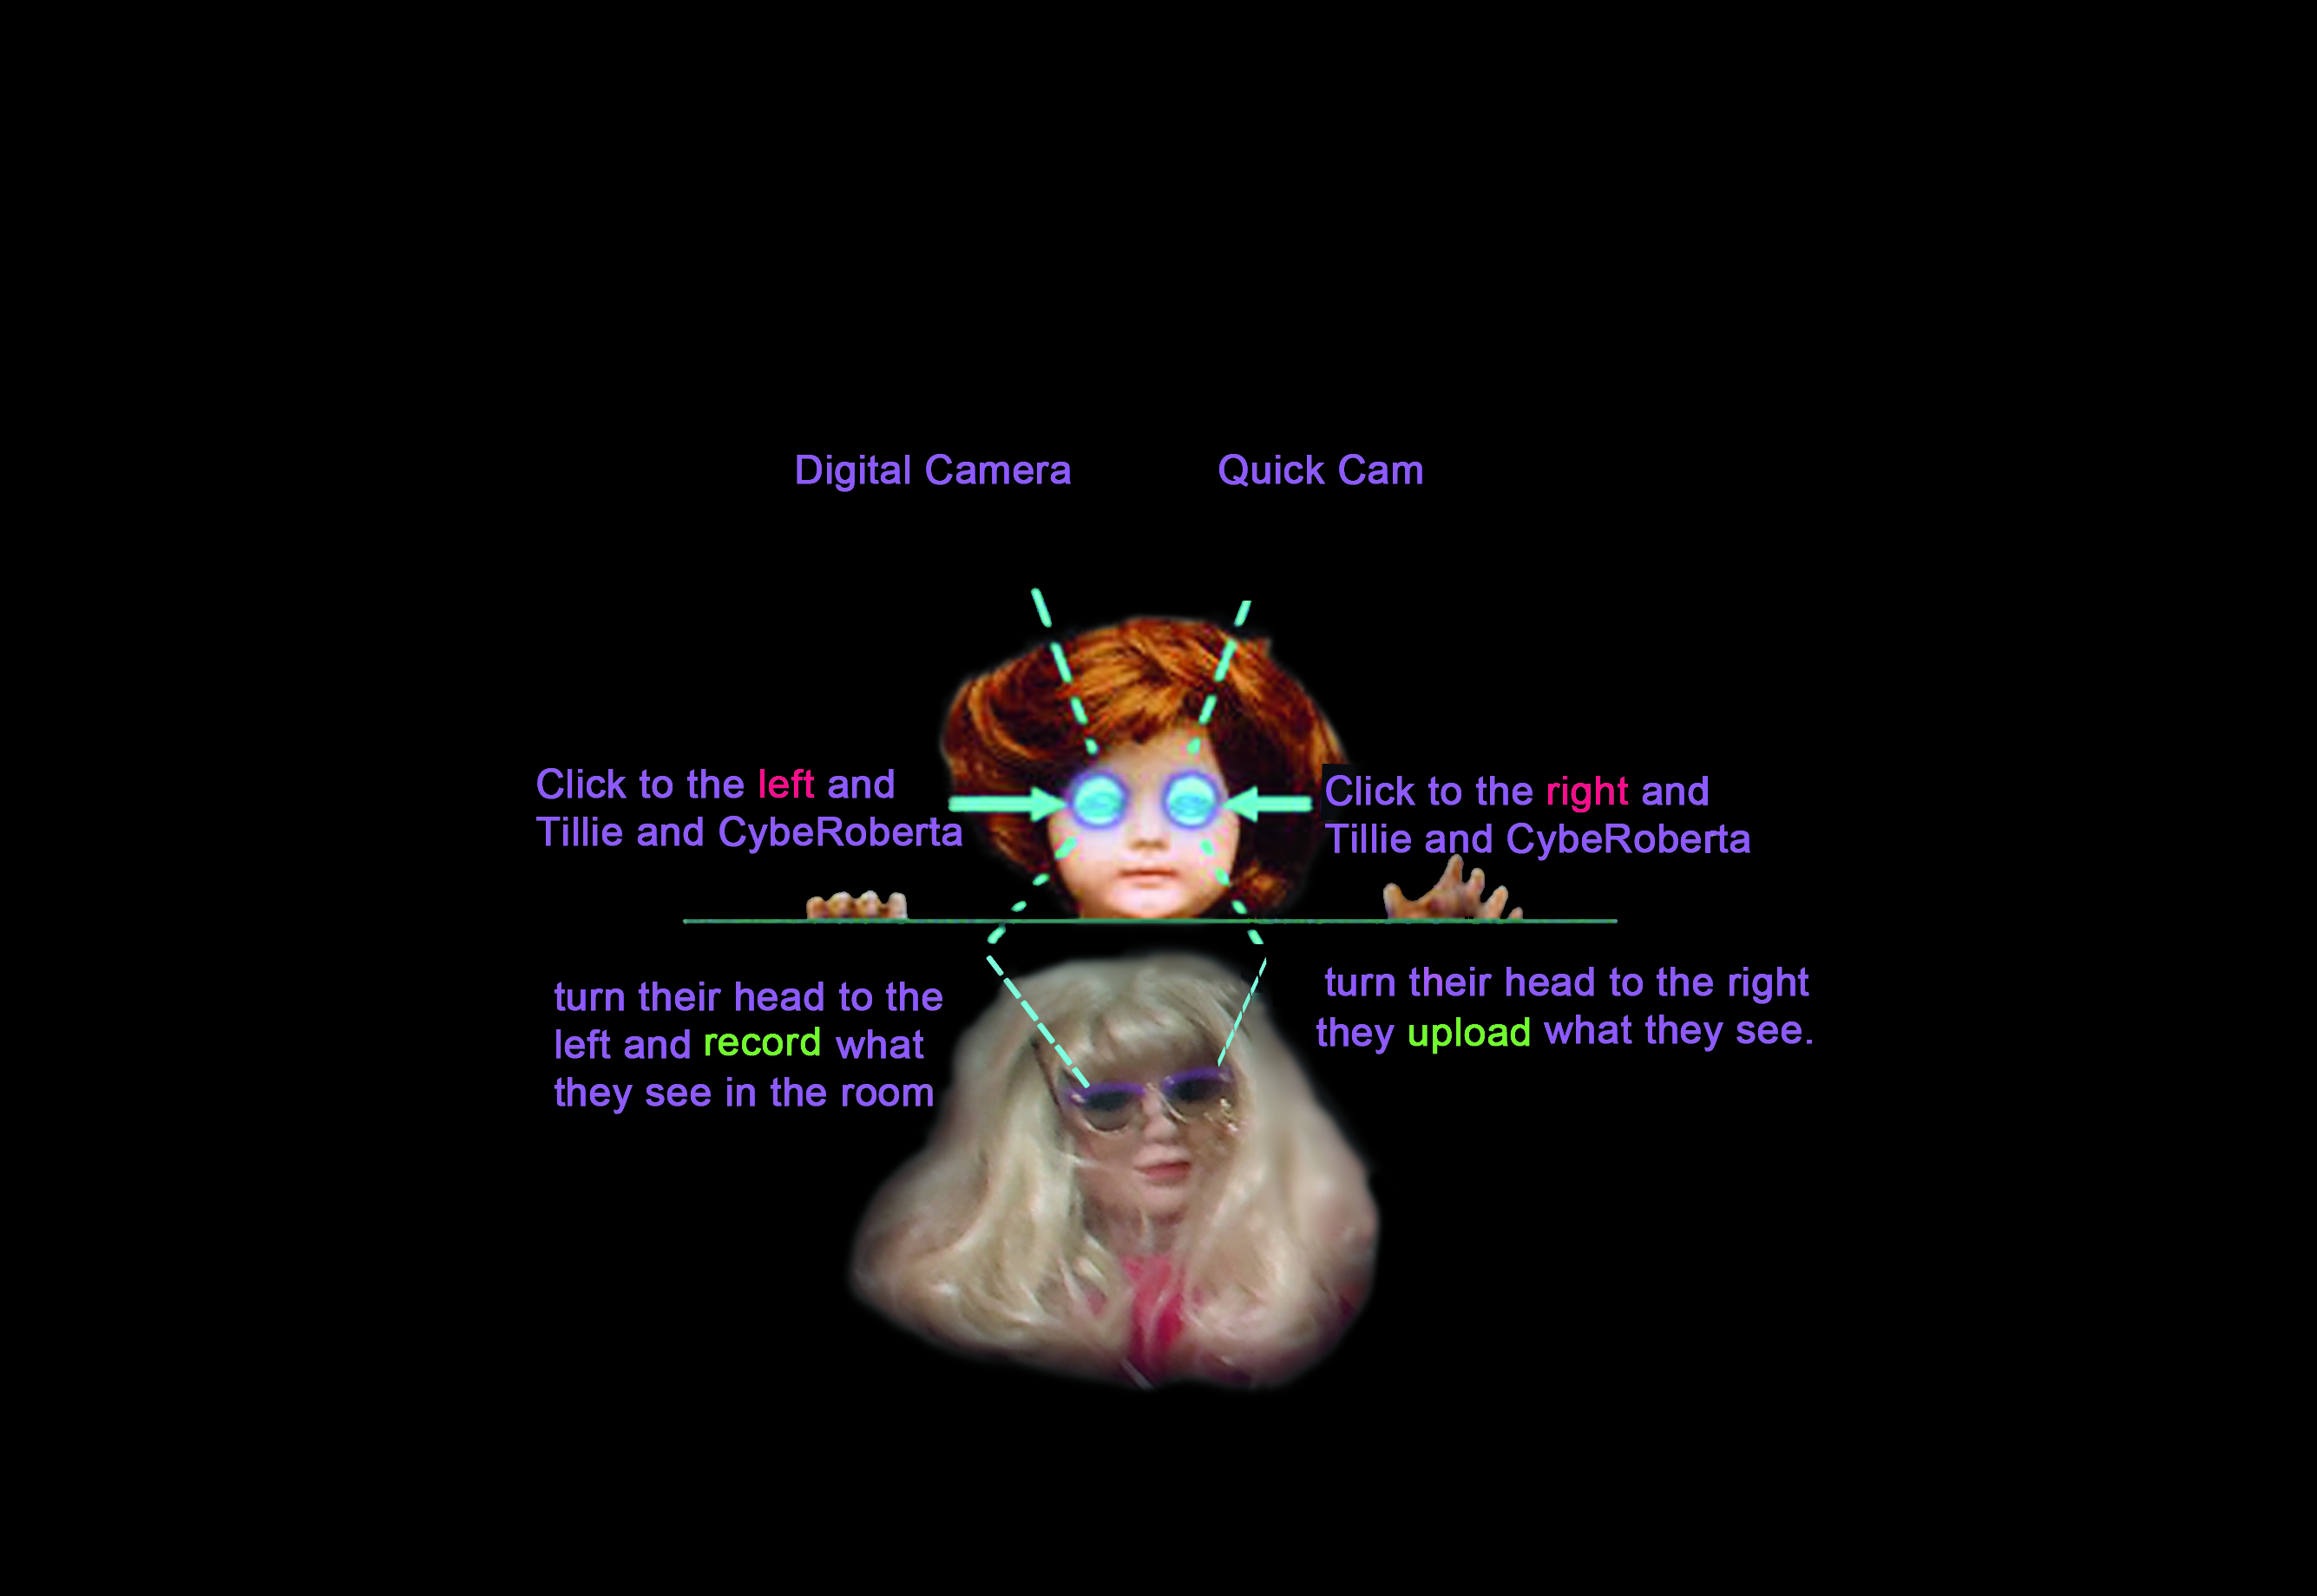 Digital Camera
Quick Cam
Click to the left and
Tillie and CybeRoberta
turn their head to the
left and record what
they see in the room
Click to the right and
Tillie and CybeRoberta
turn their head to the right
they upload what they see.